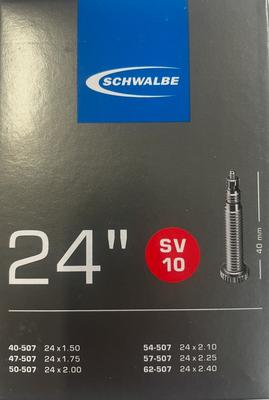 SCHWALBE
24"
SV
10
40 mm
40-507 24 x 1.50
47-507 24 x 1.75
50-507 24 x 2.00
54-507 24 x 2.10
57-507 24 x 2.25
62-507 24 x 2.40